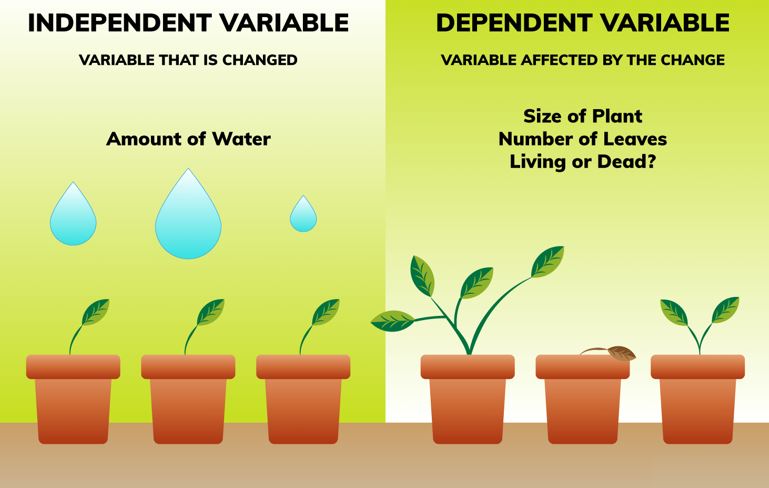 INDEPENDENT VARIABLE
VARIABLE THAT IS CHANGED
Amount of Water
DEPENDENT VARIABLE
VARIABLE AFFECTED BY THE CHANGE
Size of Plant
Number of Leaves
Living or Dead?